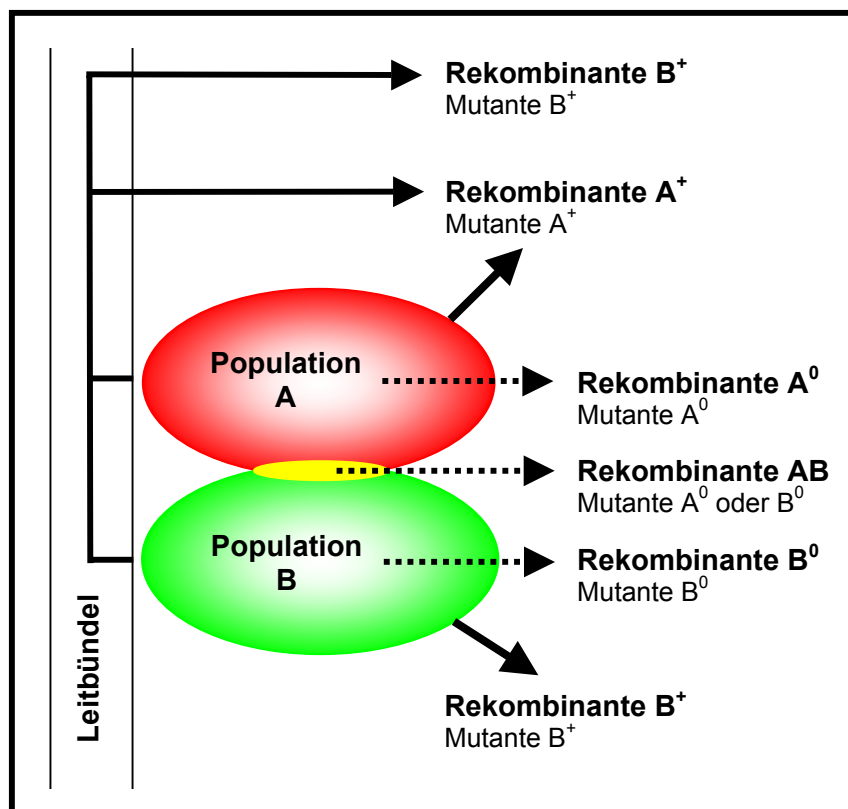 Rekombinante B⁺
Mutante B⁺
Rekombinante A⁺
Mutante A⁺
Population
A
Rekombinante A⁰
Mutante A⁰
Rekombinante AB
Mutante A⁰ oder B⁰
Population
B
Rekombinante B⁰
Mutante B⁰
Leitbündel
Rekombinante B⁺
Mutante B⁺